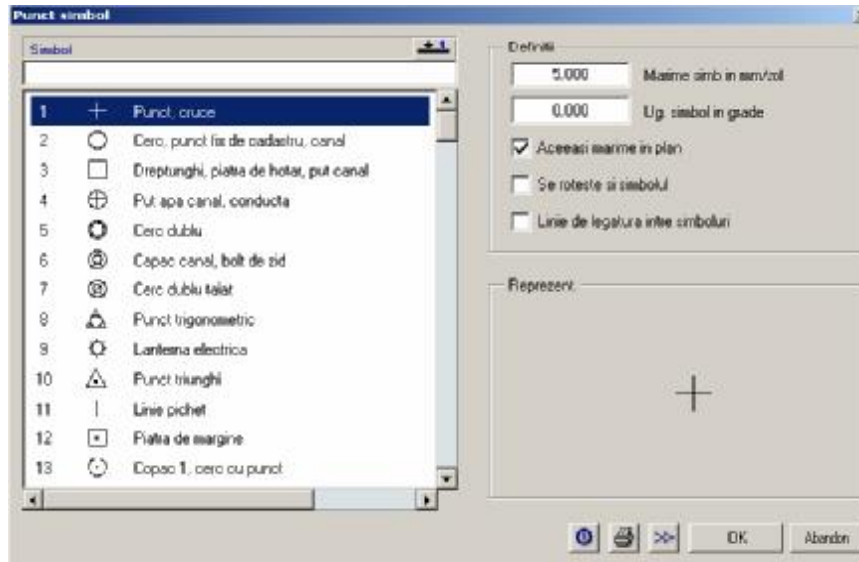 Punct simbol
Simbol
1 Punct, cruce
2 Cerc, punct fix de cadastru, canal
3 Dreptunghi, piatra de hotar, put canal
4 Put apa canal, conducta
5 Cerc dublu
6 Capac canal, bolt de zid
7 Cerc dublu taiat
8 Punct trigonometric
9 Lanterna electrica
10 Punct triunghi
11 Linie pichet
12 Piatra de margine
13 Copac 1, cerc cu punct
Definitii
5.000 Marime simb in mm/zol
0.000 Ug. simbol in grade
Aceeasi marime in plan
Se roteste si simbolul
Linie de legatura intre simboluri
Reprezent.
OK
Abandon